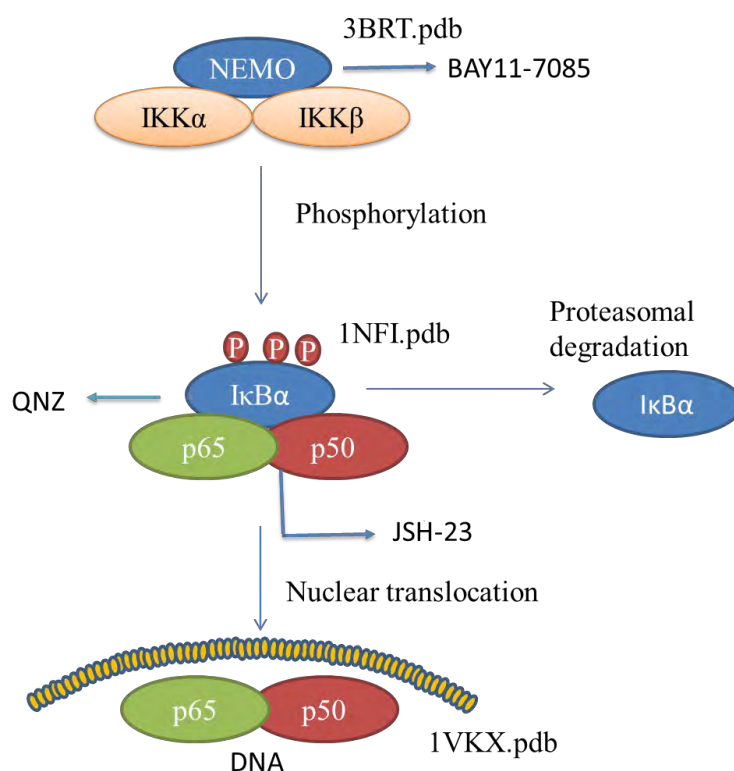 3BRT.pdb
NEMO
BAY11-7085
IKKα
IKKβ
Phosphorylation
1NFI.pdb
P
P
P
Proteasomal
degradation
QNZ
IκBα
IκBα
p65
p50
JSH-23
Nuclear translocation
p65
p50
1VKX.pdb
DNA